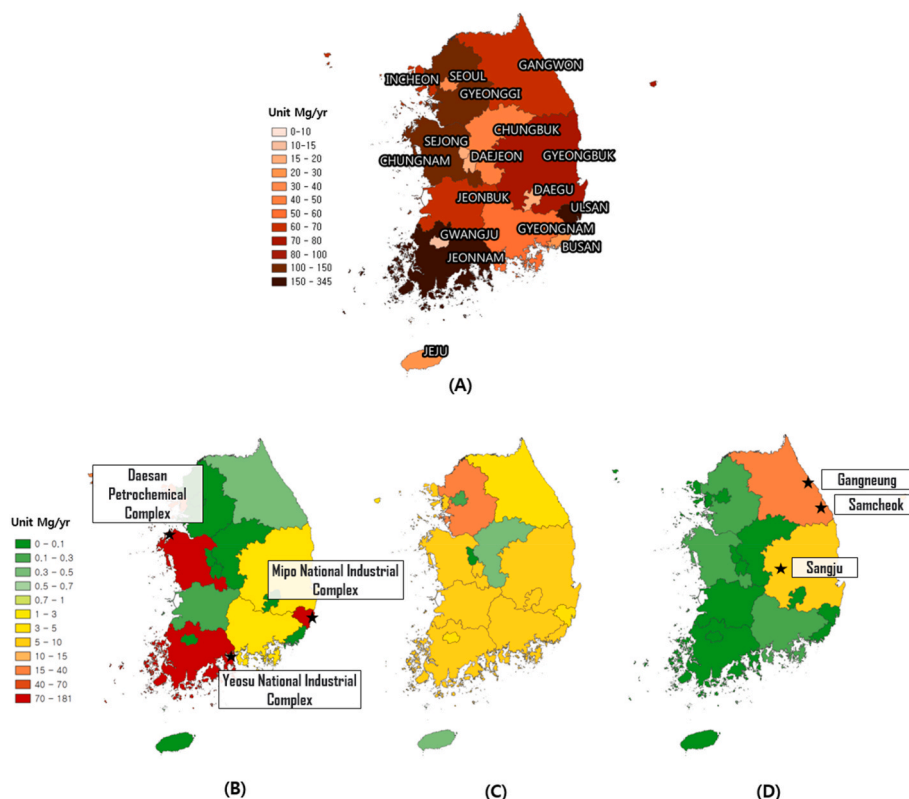 GANGWON
INCHEON
SEOUL
GYEONGGI
Unit Mg/yr
0-10
10-15
15 - 20
20 - 30
30 - 40
40 - 50
50 - 60
60 - 70
70 - 80
80 - 100
100 - 150
150 - 345
CHUNGBUK
SEJONG
CHUNGNAM
DAEJEON
GYEONGBUK
JEONBUK
DAEGU
ULSAN
GWANGJU
GYEONGNAM
BUSAN
JEONNAM
JEJU
(A)
Daesan
Petrochemical
Complex
Unit Mg/yr
0 - 0.1
0.1 - 0.3
0.3 - 0.5
0.5 - 0.7
0.7 - 1
1 - 3
3 - 5
5 - 10
10 - 15
15 - 40
40 - 70
70 - 181
Mipo National Industrial
Complex
Yeosu National Industrial
Complex
Gangneung
Samcheok
Sangju
(B)
(C)
(D)